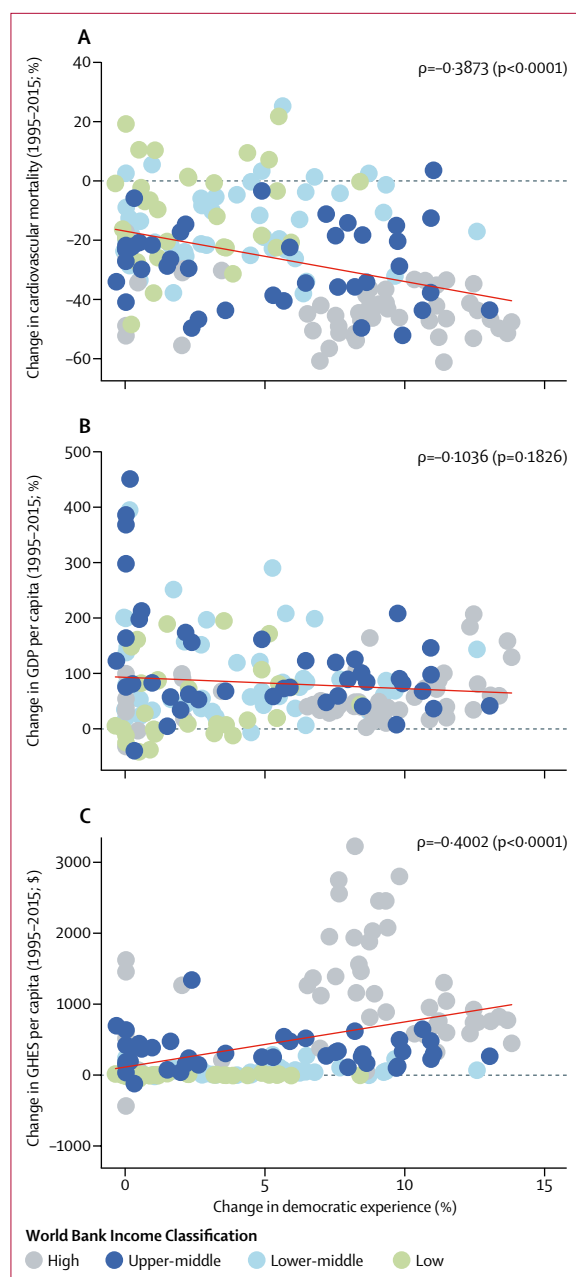 A
ρ=–0·3873 (p<0·0001)
Change in cardiovascular mortality (1995–2015; %)
40
20
0
–20
–40
–60
B
ρ=–0·1036 (p=0·1826)
Change in GDP per capita (1995–2015; %)
500
400
300
200
100
0
C
ρ=–0·4002 (p<0·0001)
Change in GHES per capita (1995–2015; $)
3000
2000
1000
0
–1000
0 5 10 15
Change in democratic experience (%)
World Bank Income Classification
High Upper-middle Lower-middle Low